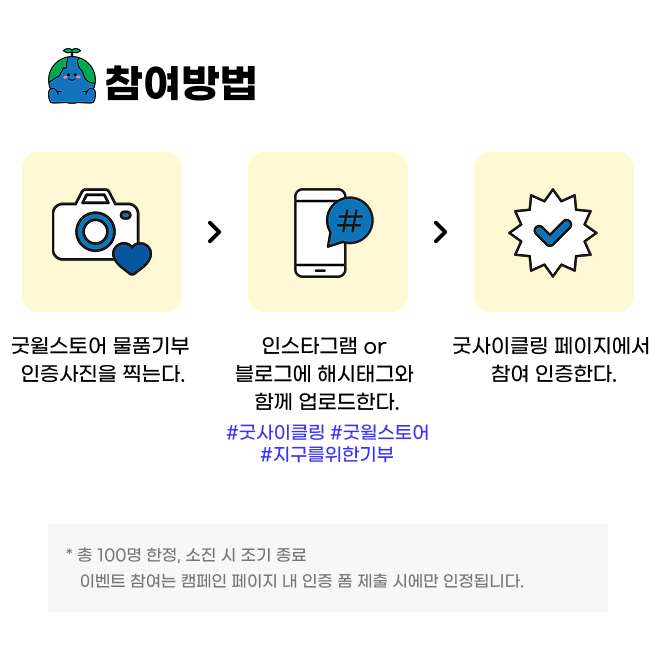 참여방법
굿윌스토어 물품기부
인증사진을 찍는다.
인스타그램 or
블로그에 해시태그와
함께 업로드한다.
#굿사이클링 #굿윌스토어
#지구를위한기부
굿사이클링 페이지에서
참여 인증한다.
* 총 100명 한정, 소진 시 조기 종료
이벤트 참여는 캠페인 페이지 내 인증 폼 제출 시에만 인정됩니다.